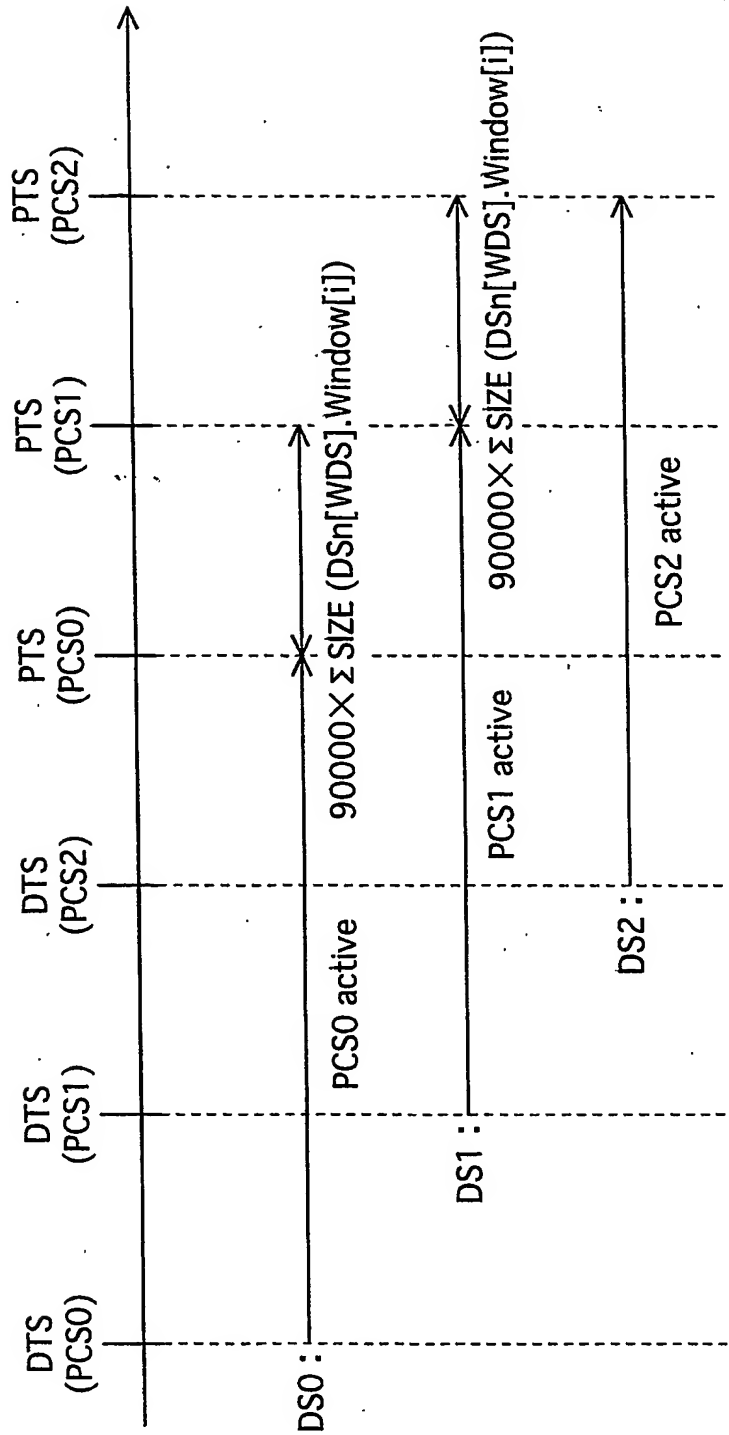 DTS
(PCS0)
DTS
(PCS1)
DTS
(PCS2)
PTS
(PCS0)
PTS
(PCS1)
PTS
(PCS2)
DS0 :
PCS0 active
90000×Σ SIZE (DSn[WDS].Window[i])
DS1 :
PCS1 active
90000×Σ SIZE (DSn[WDS].Window[i])
DS2 :
PCS2 active